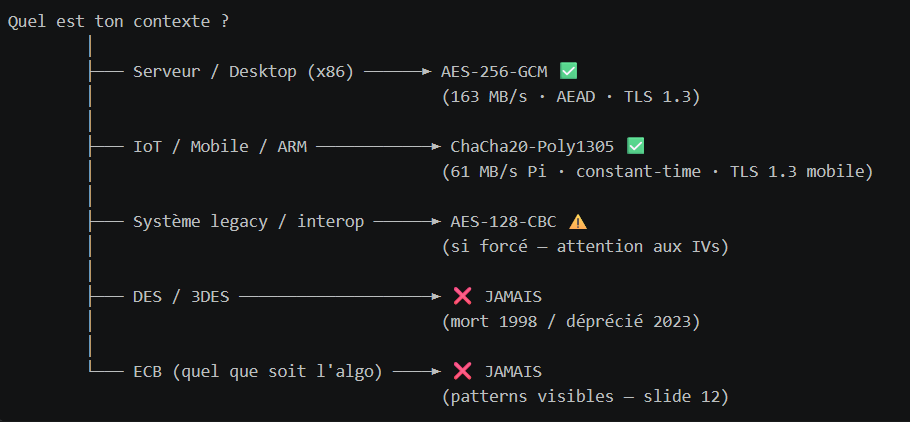 Quel est ton contexte ?
Serveur / Desktop (x86) ──────► AES-256-GCM ✅
(163 MB/s · AEAD · TLS 1.3)
IoT / Mobile / ARM ───────────► ChaCha20-Poly1305 ✅
(61 MB/s Pi · constant-time · TLS 1.3 mobile)
Système legacy / interop ──────► AES-128-CBC ⚠️
(si forcé — attention aux IVs)
DES / 3DES ───────────────────► ❌ JAMAIS
(mort 1998 / déprécié 2023)
ECB (quel que soit l'algo) ────► ❌ JAMAIS
(patterns visibles — slide 12)